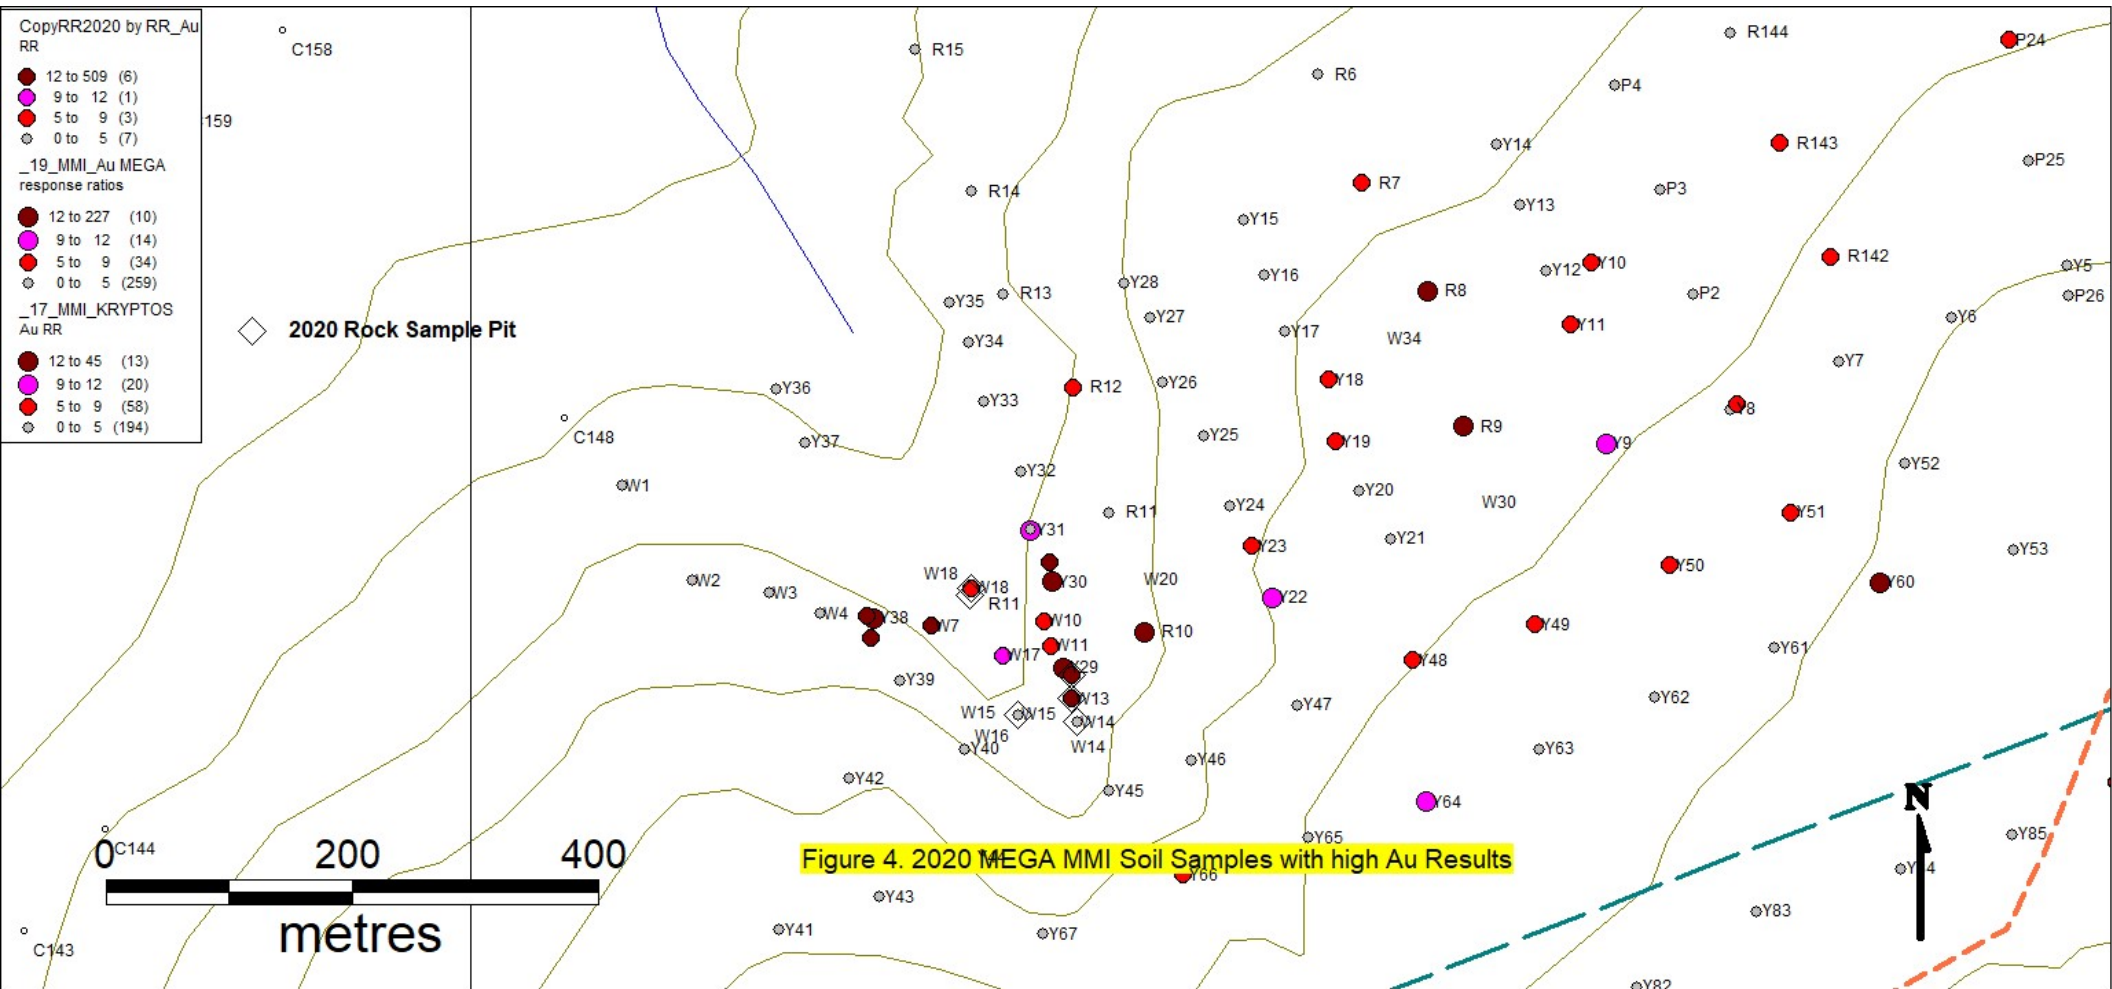 CopyRR2020 by RR_Au
RR
12 to 509 (6)
9 to 12 (1)
5 to 9 (3)
0 to 5 (7)
_19_MMI_Au MEGA
response ratios
12 to 227 (10)
9 to 12 (14)
5 to 9 (34)
0 to 5 (259)
_17_MMI_KRYPTOS
Au RR
12 to 45 (13)
9 to 12 (20)
5 to 9 (58)
0 to 5 (194)
2020 Rock Sample Pit
C158
159
R15
R6
R144
P24
P4
R143
Y14
P25
R14
R7
P3
Y13
Y15
R142
Y10
Y12
Y16
Y5
P26
Y28
R13
Y35
R8
P2
Y27
Y11
Y6
Y17
W34
Y34
Y7
Y18
Y36
R12
Y26
Y33
Y8
R9
C148
Y37
Y25
Y19
Y9
Y52
Y32
W1
Y20
W30
Y24
R11
Y51
Y31
Y21
Y23
Y53
Y50
W18
W18
W2
Y30
W20
Y60
W3
Y22
R11
W4
Y38
W7
W10
R10
Y49
W11
Y61
W17
Y29
Y48
Y39
W13
Y62
Y47
W15
W15
W14
W16
Y40
W14
Y63
Y46
Y42
Y45
N
Y64
Y85
Y65
C144
0 200 400
Figure 4. 2020 MEGA MMI Soil Samples with high Au Results
Y66
Y43
Y83
metres
Y41
Y67
C143
Y82